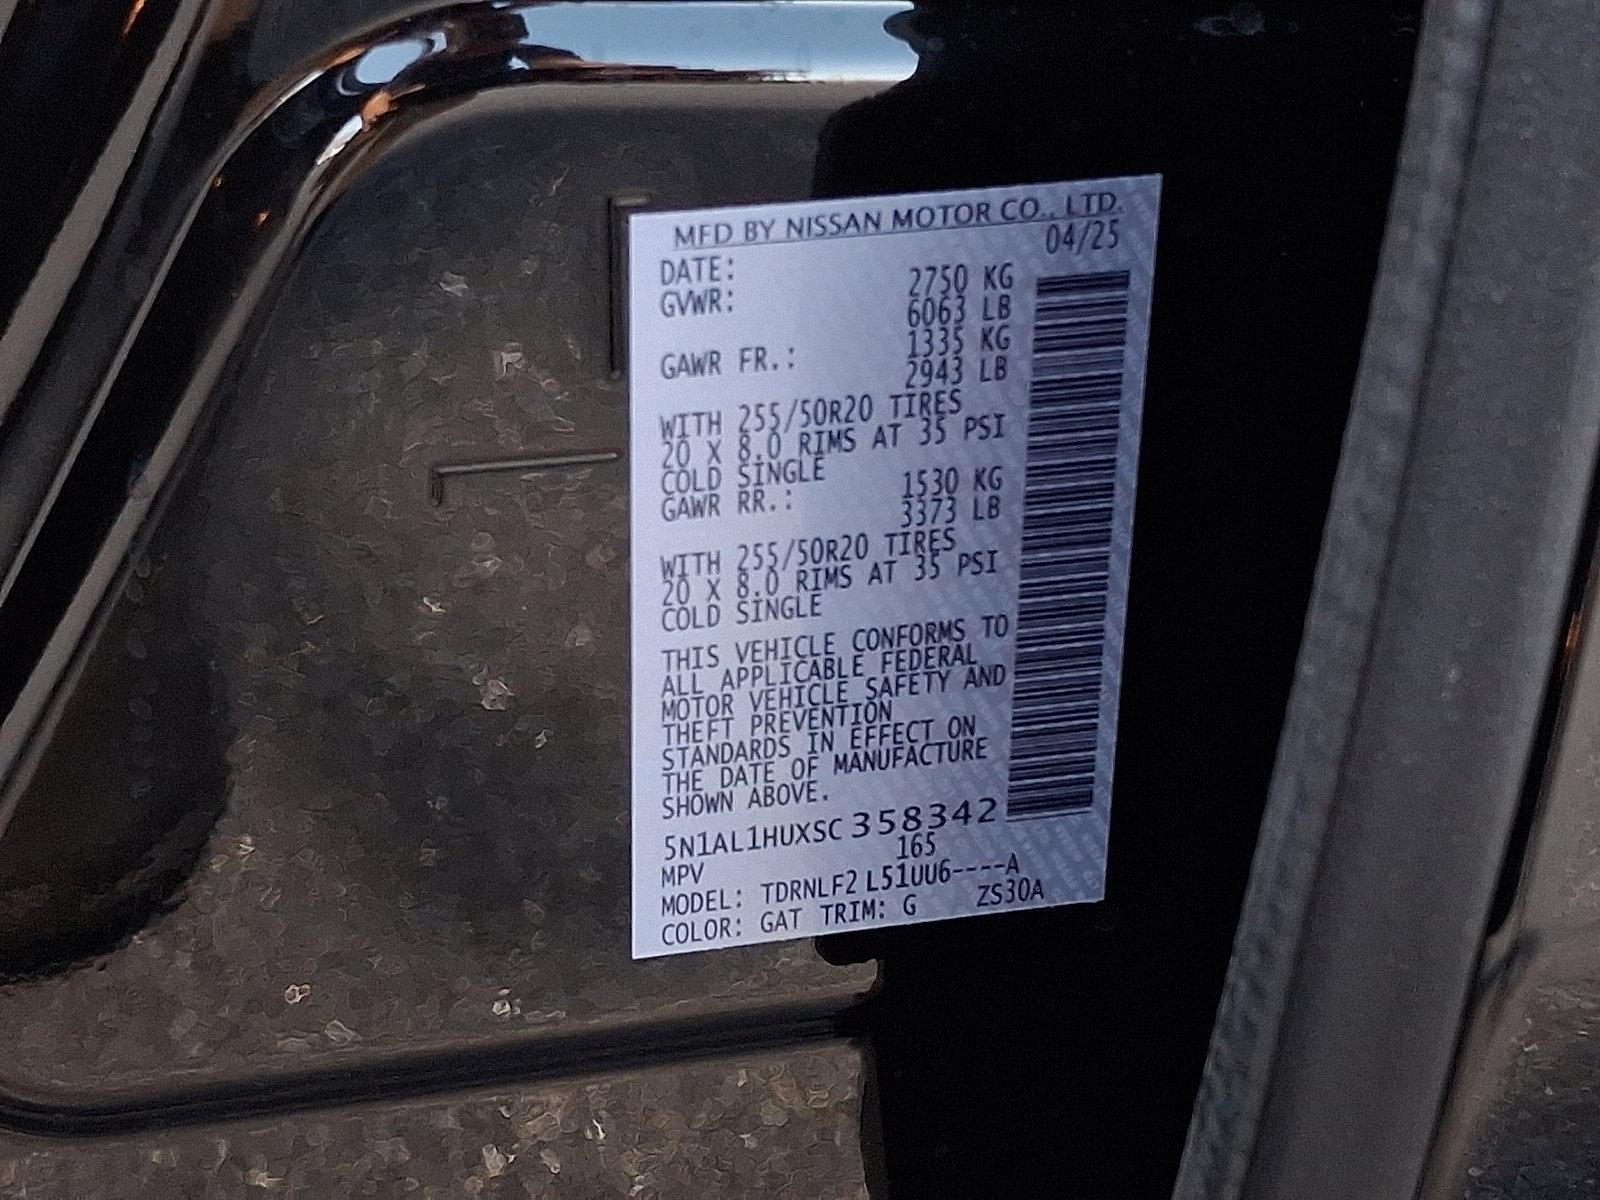 MFD BY NISSAN MOTOR CO., LTD.
DATE: 04/25
GVWR: 2750 KG
6063 LB
GAWR FR.: 1335 KG
2943 LB
WITH 255/50R20 TIRES
20 X 8.0 RIMS AT 35 PSI
COLD SINGLE
GAWR RR.: 1530 KG
3373 LB
WITH 255/50R20 TIRES
20 X 8.0 RIMS AT 35 PSI
COLD SINGLE
THIS VEHICLE CONFORMS TO
ALL APPLICABLE FEDERAL
MOTOR VEHICLE SAFETY AND
THEFT PREVENTION
STANDARDS IN EFFECT ON
THE DATE OF MANUFACTURE
SHOWN ABOVE.
5N1AL1HUXSC 358342
MPV 165
MODEL: TDRNLF2 L51UU6----A
COLOR: GAT TRIM: G ZS30A